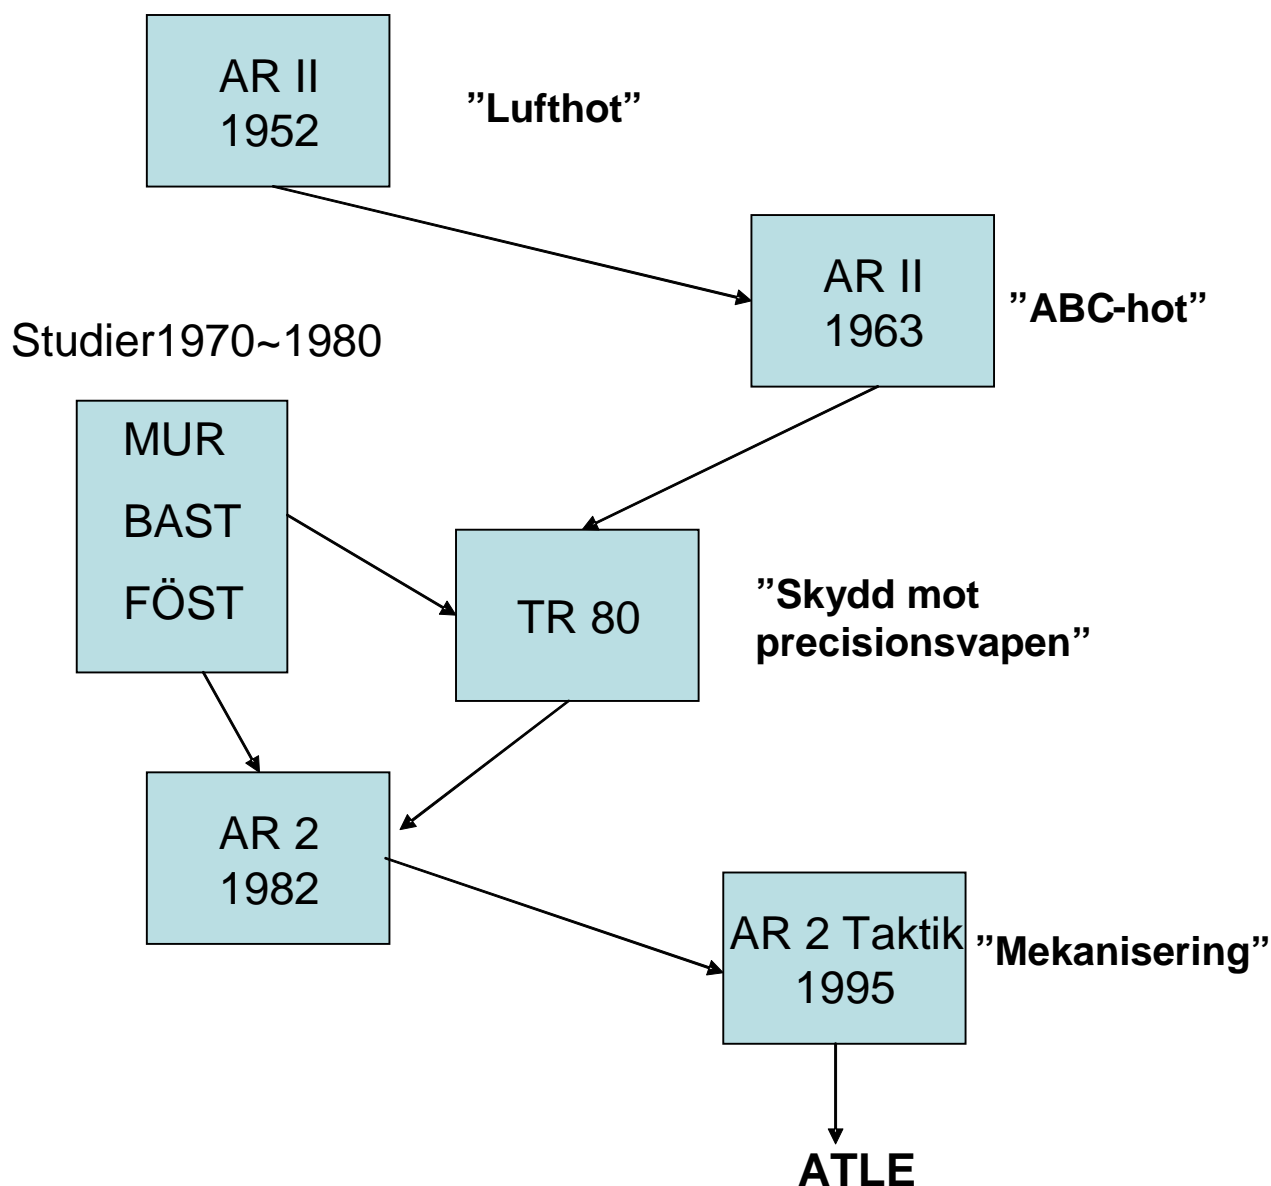 AR II
1952
”Lufthot”
AR II
1963
”ABC-hot”
Studier1970~1980
MUR
BAST
FÖST
TR 80
”Skydd mot
precisionsvapen”
AR 2
1982
AR 2 Taktik
1995
”Mekanisering”
ATLE